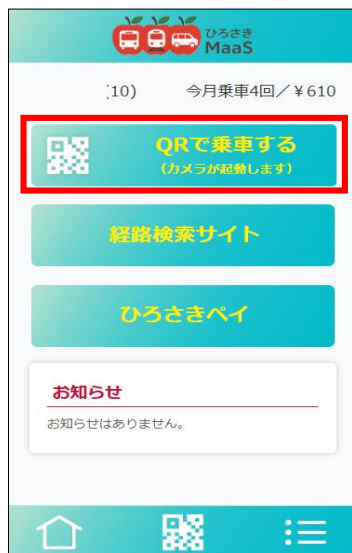 ひろさき
MaaS
(10) 今月乗車4回／￥610
QRで乗車する
(カメラが起動します)
経路検索サイト
ひろさきペイ
お知らせ
お知らせはありません。